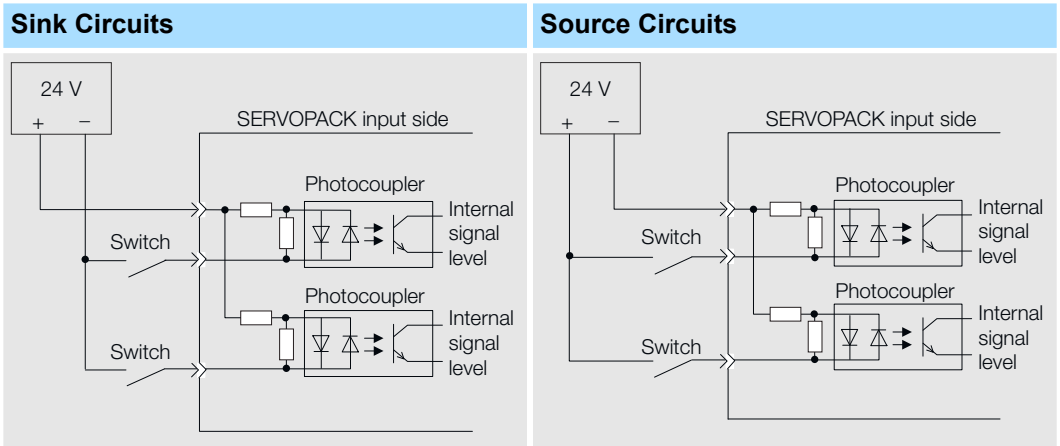 Sink Circuits
24 V
+ −
SERVOPACK input side
Photocoupler
Internal
signal
level
Switch
Photocoupler
Internal
signal
level
Switch
Source Circuits
24 V
+ −
SERVOPACK input side
Photocoupler
Internal
signal
level
Switch
Photocoupler
Internal
signal
level
Switch